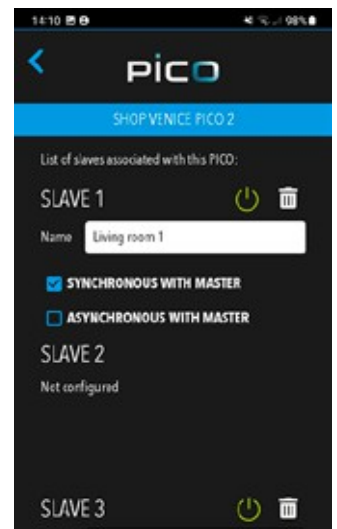 14:10 98%
PICO
SHOP VENICE PICO 2
List of slaves associated with this PICO:
SLAVE 1
Name Living room 1
SYNCHRONOUS WITH MASTER
ASYNCHRONOUS WITH MASTER
SLAVE 2
Not configured
SLAVE 3